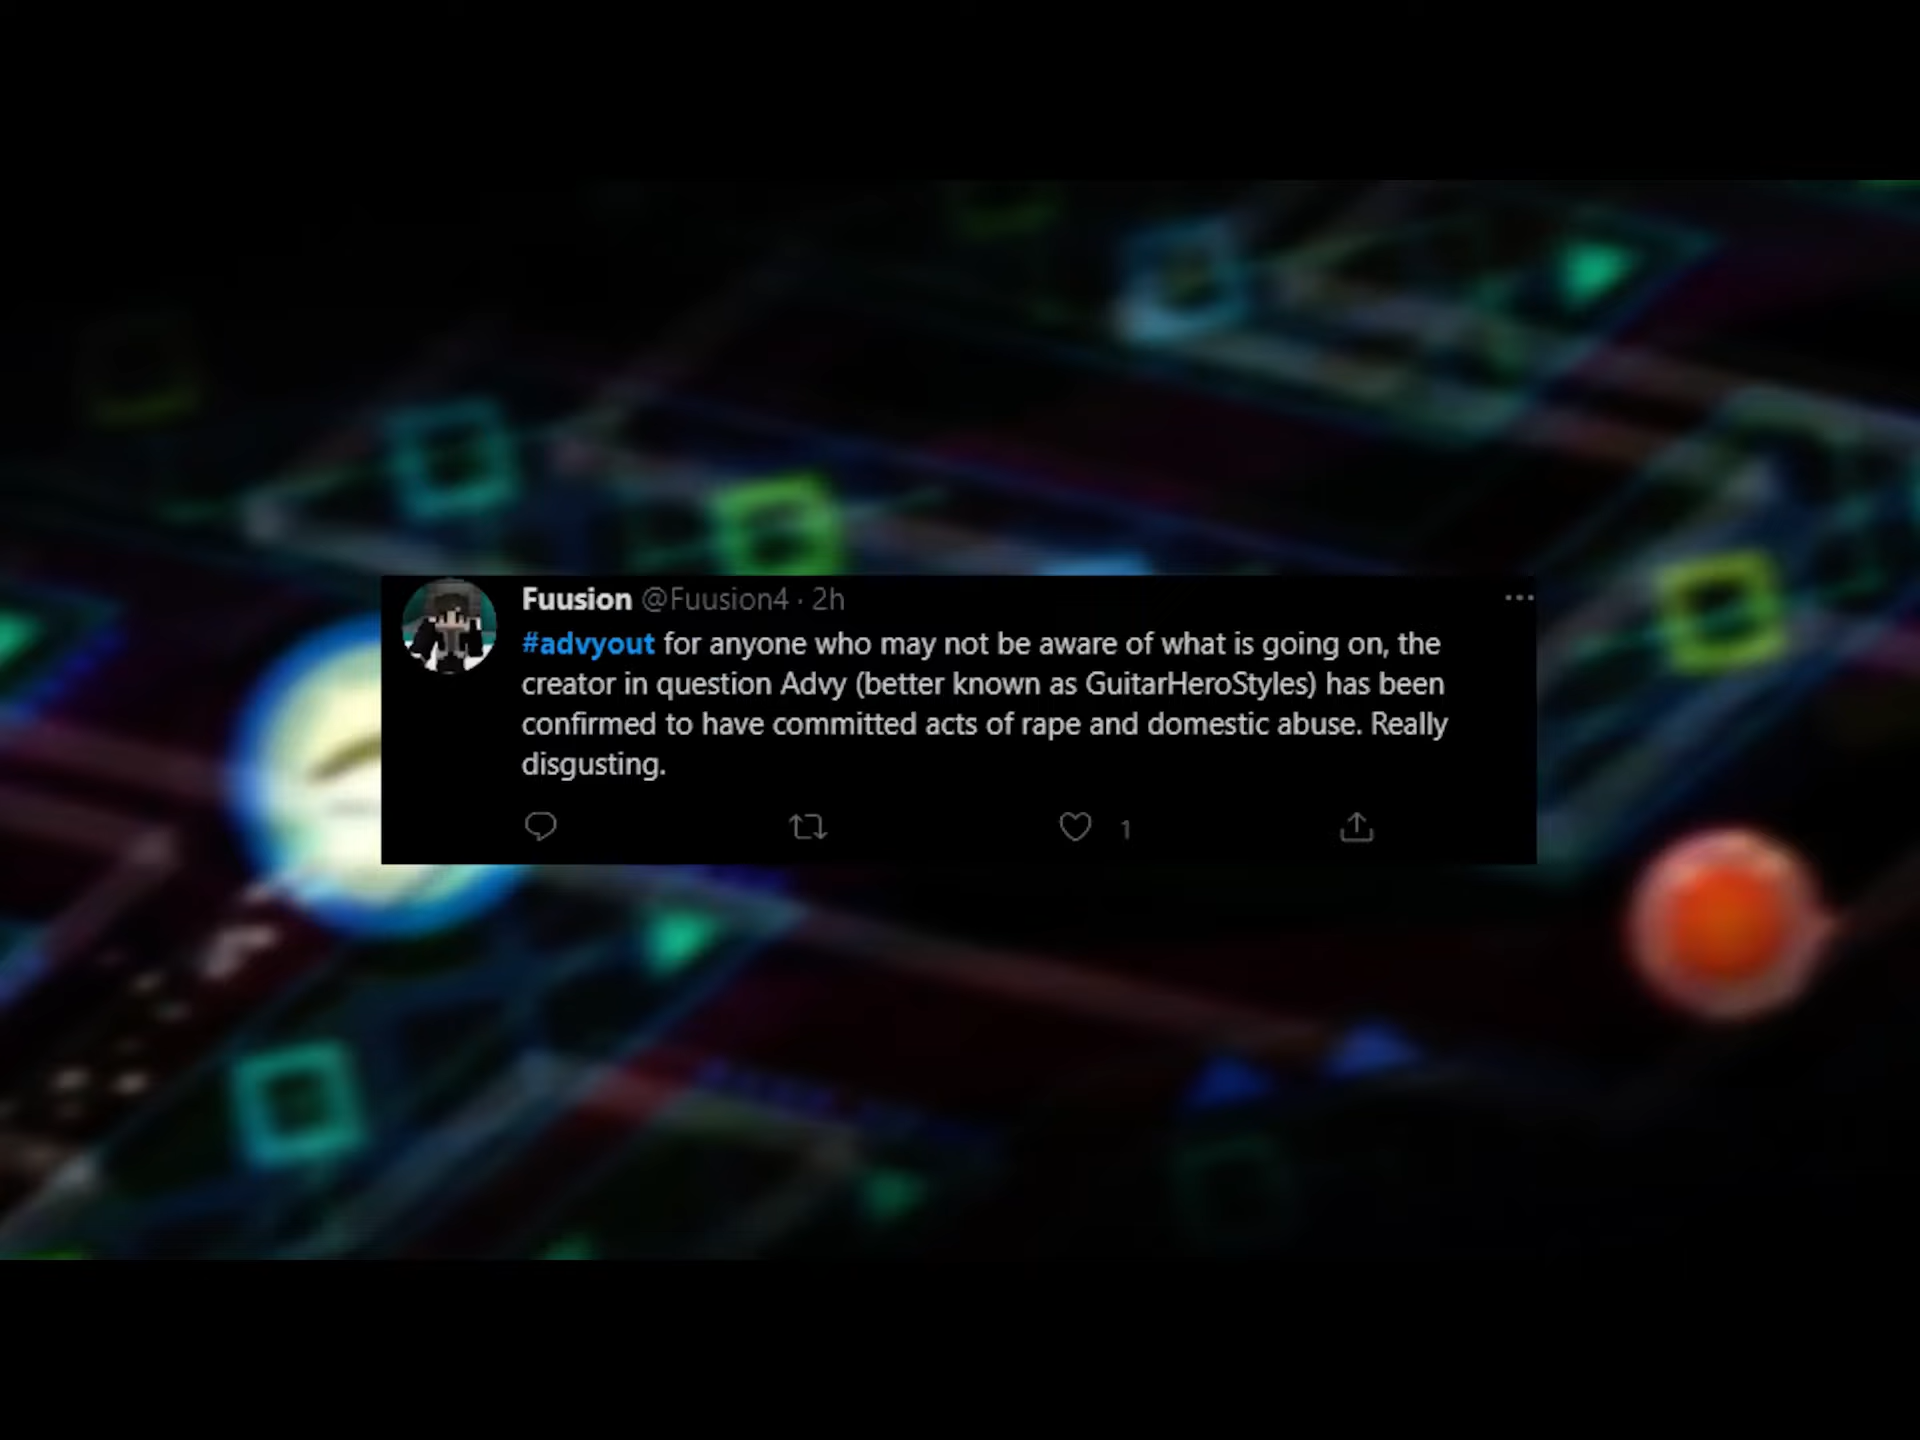 Fuusion @Fuusion4 · 2h
#advyout for anyone who may not be aware of what is going on, the
creator in question Advy (better known as GuitarHeroStyles) has been
confirmed to have committed acts of rape and domestic abuse. Really
disgusting.
1